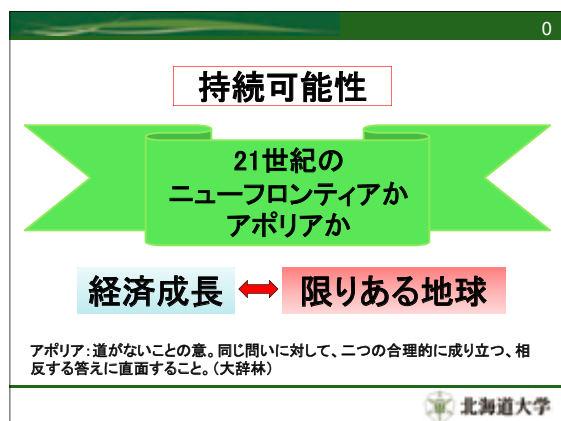 0
持続可能性
21世紀の
ニューフロンティアか
アポリアか
経済成長 限りある地球
アポリア：道がないことの意。同じ問いに対して、二つの合理的に成り立つ、相
反する答えに直面すること。（大辞林）
北海道大学